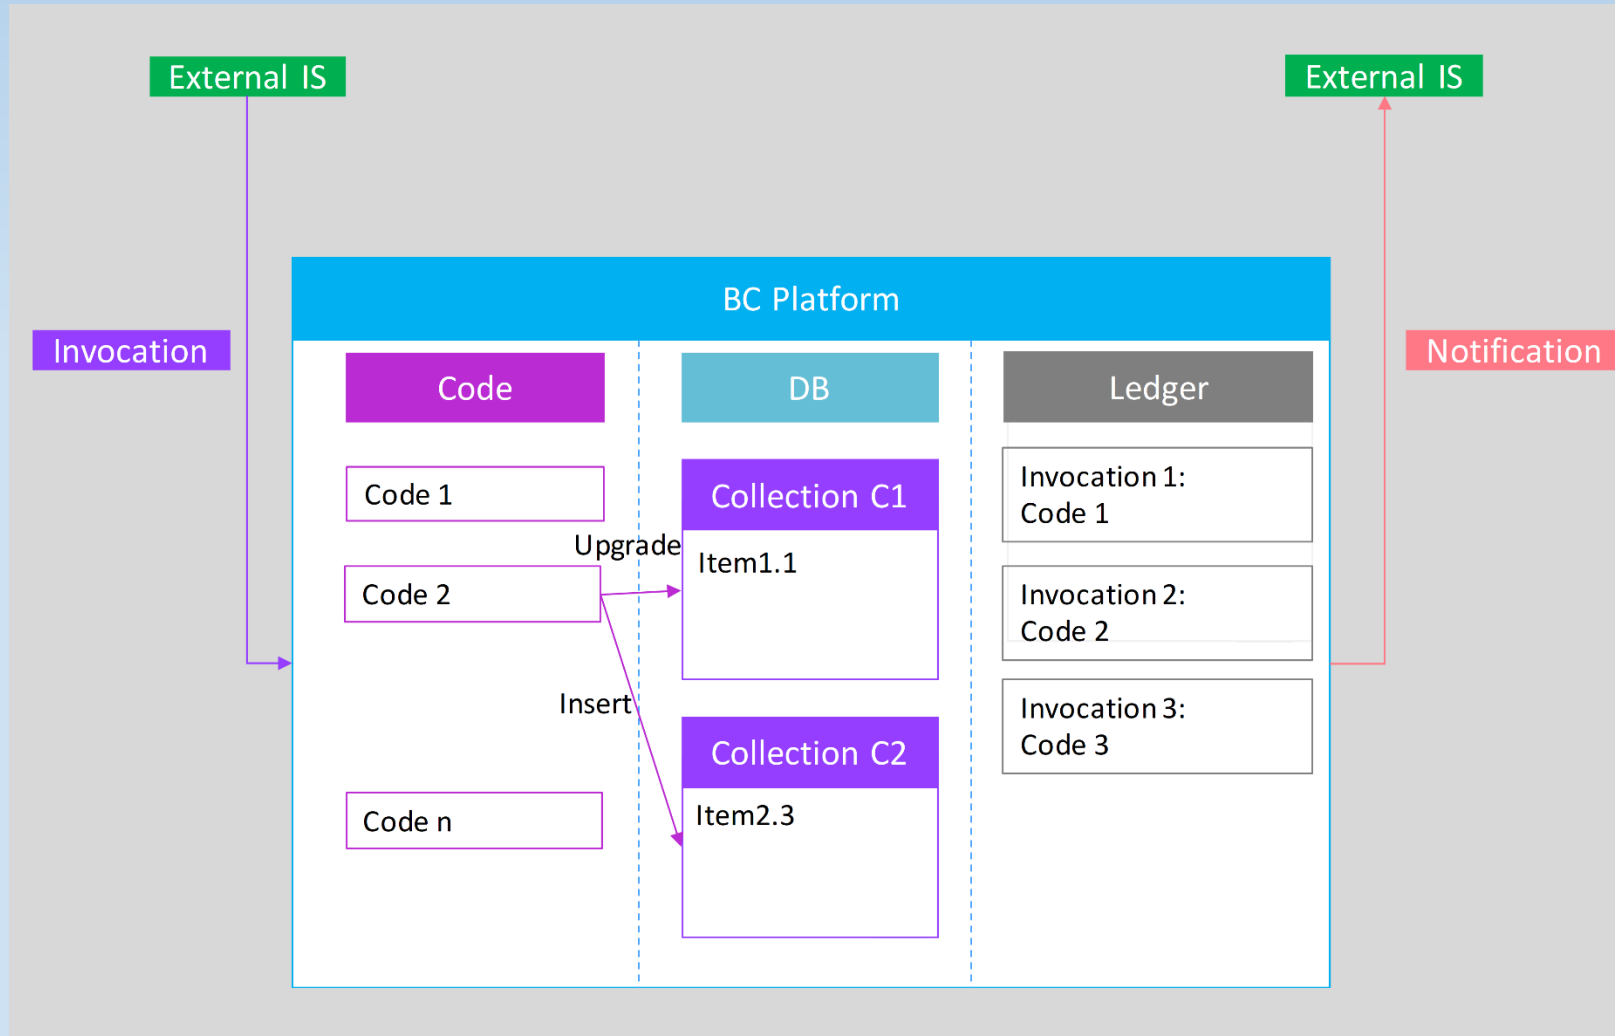 External IS
External IS
Invocation
Notification
BC Platform
Code
DB
Ledger
Code 1
Code 2
Code n
Upgrade
Insert
Collection C1
Item1.1
Collection C2
Item2.3
Invocation 1:
Code 1
Invocation 2:
Code 2
Invocation 3:
Code 3